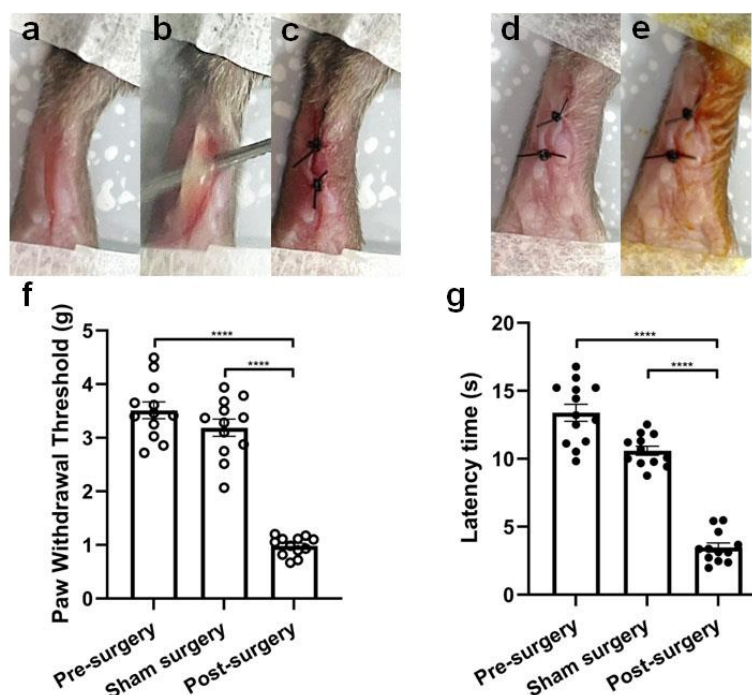 a b c d e
f g
Paw Withdrawal Threshold (g)
5
4
3
2
1
0
****
****
Pre-surgery
Sham surgery
Post-surgery
Latency time (s)
20
15
10
5
0
****
****
Pre-surgery
Sham surgery
Post-surgery